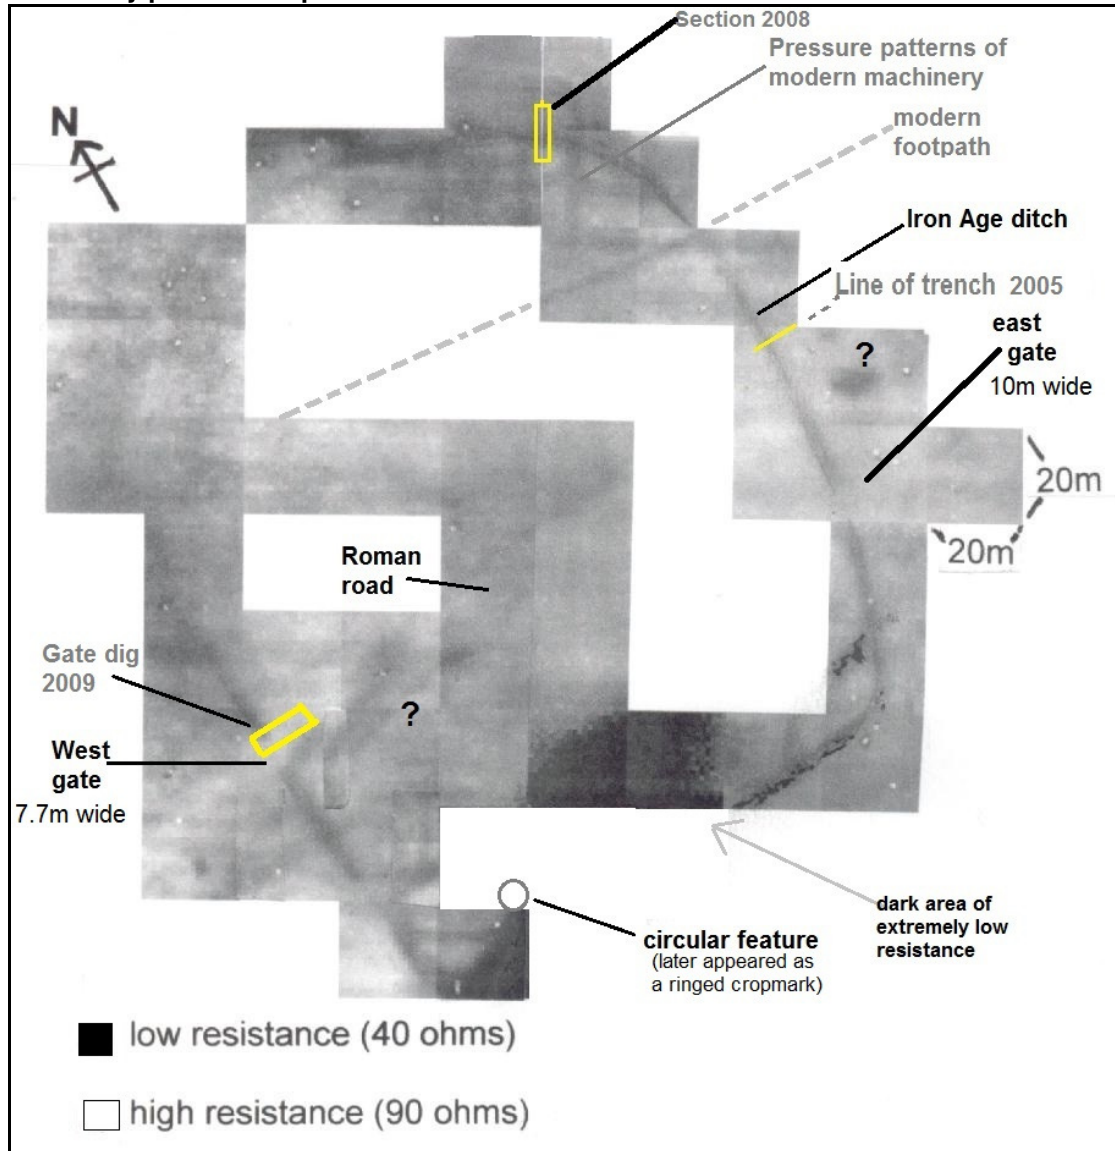 Section 2008
Pressure patterns of
modern machinery
N
modern
footpath
Iron Age ditch
Line of trench 2005
east
gate
10m wide
?
20m
20m
Roman
road
Gate dig
2009
?
West
gate
7.7m wide
dark area of
extremely low
resistance
circular feature
(later appeared as
a ringed cropmark)
low resistance (40 ohms)
high resistance (90 ohms)